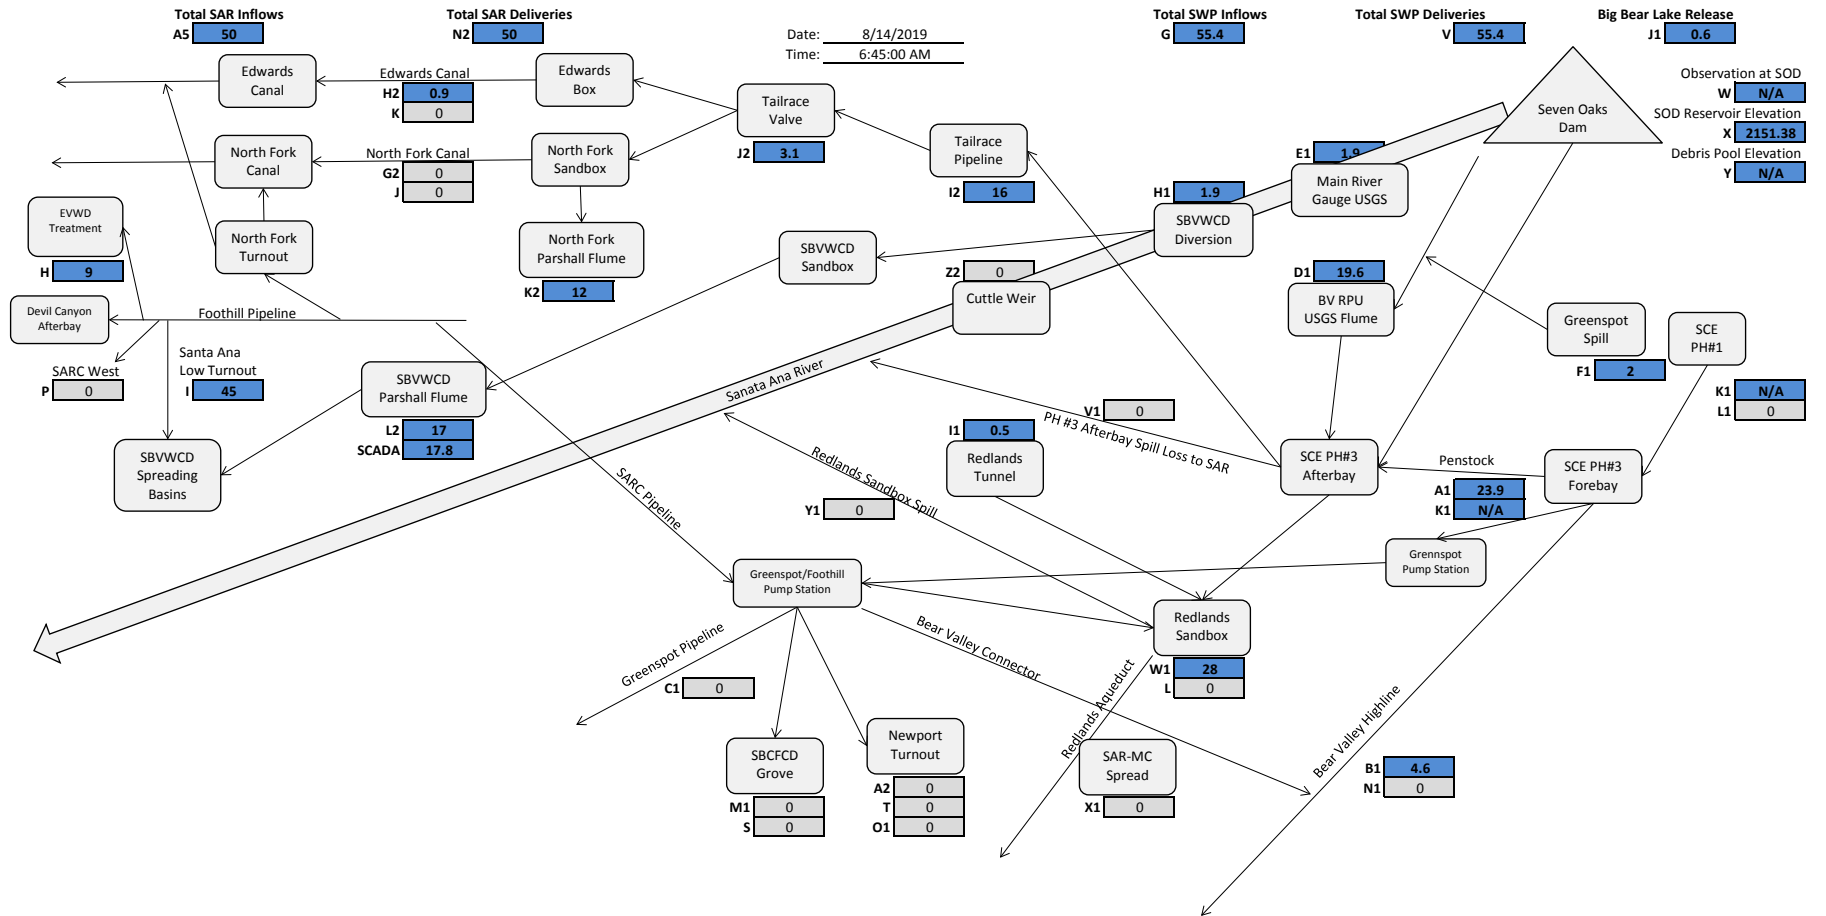 Total SAR Inflows
A5 50
Total SAR Deliveries
N2 50
Date: 8/14/2019
Time: 6:45:00 AM
Total SWP Inflows
G 55.4
Total SWP Deliveries
V 55.4
Big Bear Lake Release
J1 0.6
Edwards
Canal
Edwards Canal
H2 0.9
K 0
Edwards
Box
Tailrace
Valve
J2 3.1
Tailrace
Pipeline
I2 16
Seven Oaks
Dam
Observation at SOD
W N/A
SOD Reservoir Elevation
X 2151.38
Debris Pool Elevation
Y N/A
North Fork
Canal
North Fork Canal
G2 0
J 0
North Fork
Sandbox
E1 1.9
Main River
Gauge USGS
H1 1.9
SBVWCD
Diversion
EVWD
Treatment
H 9
North Fork
Turnout
North Fork
Parshall Flume
K2 12
SBVWCD
Sandbox
Z2 0
Cuttle Weir
D1 19.6
BV RPU
USGS Flume
Greenspot
Spill
F1 2
SCE
PH#1
K1 N/A
L1 0
Devil Canyon
Afterbay
Foothill Pipeline
SARC West
P 0
Santa Ana
Low Turnout
I 45
SBVWCD
Parshall Flume
L2 17
SCADA 17.8
Sanata Ana River
V1 0
PH #3 Afterbay Spill Loss to SAR
I1 0.5
Redlands
Tunnel
SCE PH#3
Afterbay
Penstock
A1 23.9
K1 N/A
SCE PH#3
Forebay
SBVWCD
Spreading
Basins
SARC Pipeline
Redlands Sandbox Spill
Y1 0
Grennspot
Pump Station
Greenspot/Foothill
Pump Station
Redlands
Sandbox
W1 28
L 0
Greenspot Pipeline
C1 0
Bear Valley Connector
Redlands Aqueduct
Bear Valley Highline
SBCFCD
Grove
M1 0
S 0
Newport
Turnout
A2 0
T 0
O1 0
SAR-MC
Spread
X1 0
B1 4.6
N1 0